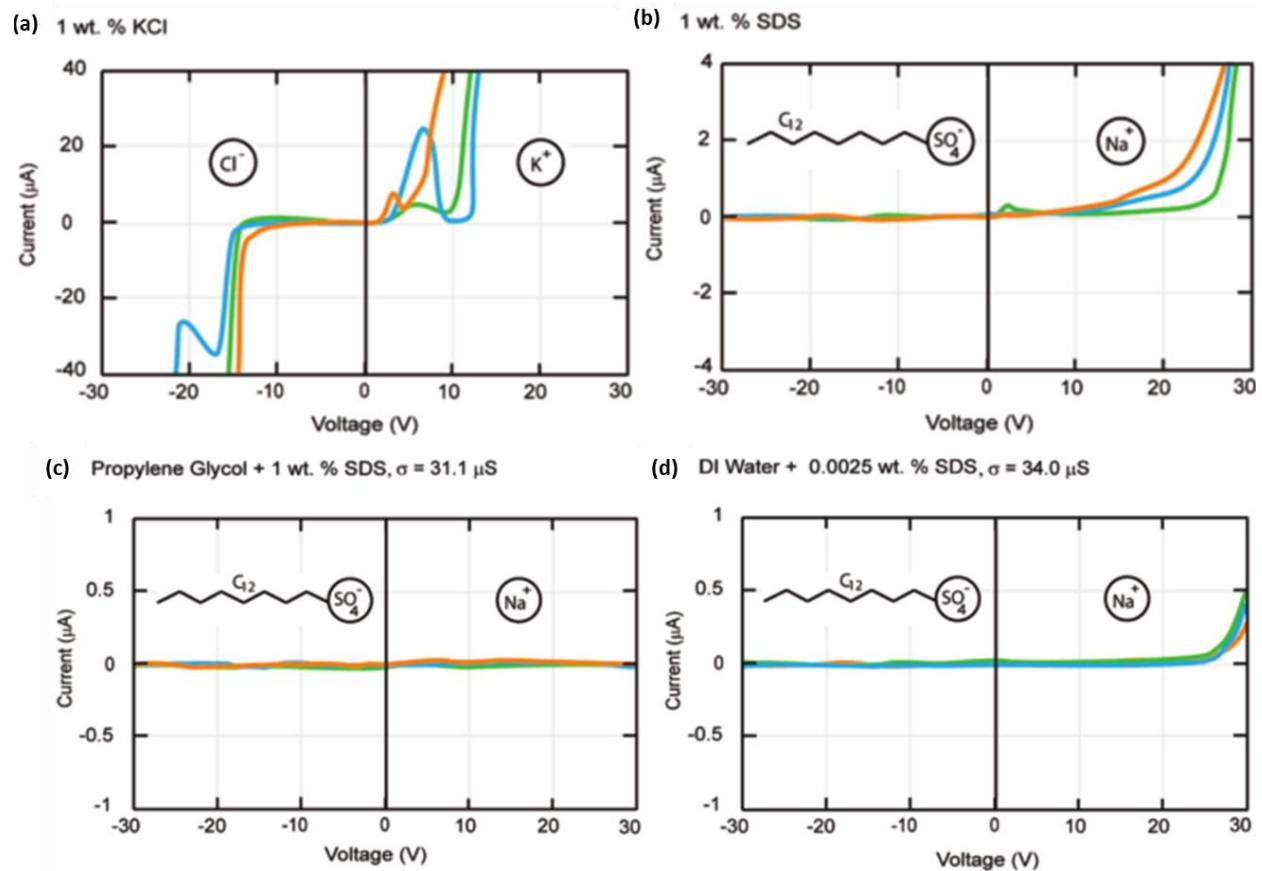 (a) 1 wt. % KCl
40
20
0
-20
-40
Current (µA)
Cl⁻
K⁺
-30 -20 -10 0 10 20 30
Voltage (V)
(b) 1 wt. % SDS
4
2
0
-2
-4
Current (µA)
C₁₂
SO₄⁻
Na⁺
-30 -20 -10 0 10 20 30
Voltage (V)
(c) Propylene Glycol + 1 wt. % SDS, σ = 31.1 µS
1
0.5
0
-0.5
-1
Current (µA)
C₁₂
SO₄⁻
Na⁺
-30 -20 -10 0 10 20 30
Voltage (V)
(d) DI Water + 0.0025 wt. % SDS, σ = 34.0 µS
1
0.5
0
-0.5
-1
Current (µA)
C₁₂
SO₄⁻
Na⁺
-30 -20 -10 0 10 20 30
Voltage (V)